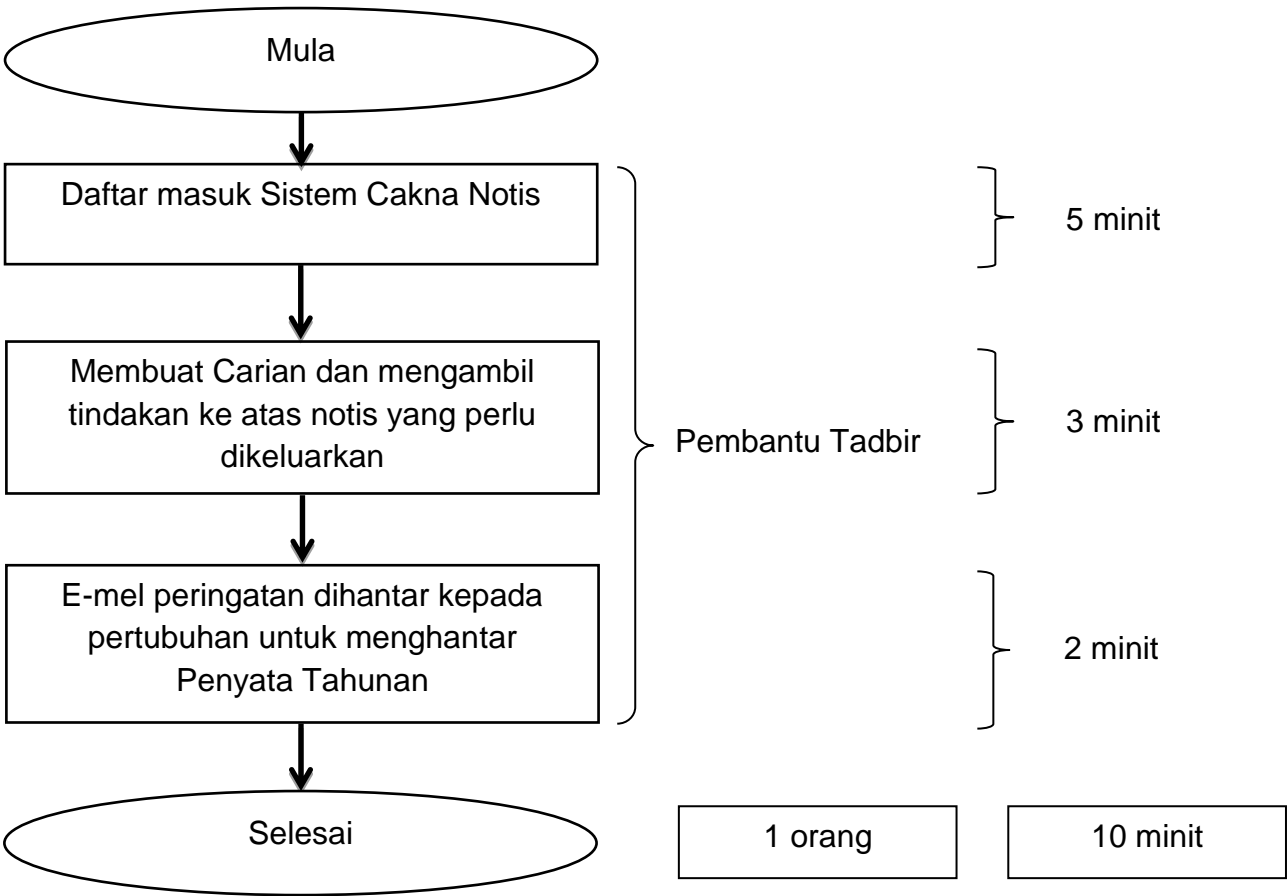 Mula
Daftar masuk Sistem Cakna Notis
5 minit
Membuat Carian dan mengambil
tindakan ke atas notis yang perlu
dikeluarkan
Pembantu Tadbir
3 minit
E-mel peringatan dihantar kepada
pertubuhan untuk menghantar
Penyata Tahunan
2 minit
Selesai
1 orang
10 minit